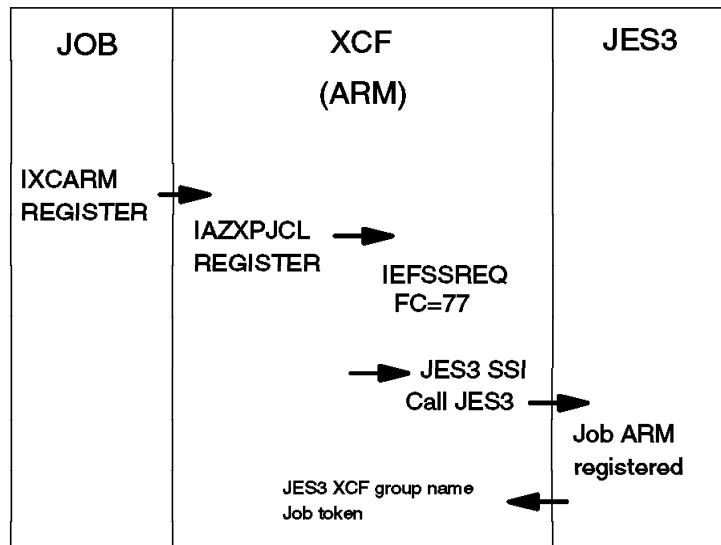 JOB
XCF
JES3
(ARM)
IXCARM
REGISTER
IAZXPJCL
REGISTER
IEFSSREQ
FC=77
JES3 SSI
Call JES3
Job ARM
registered
JES3 XCF group name
Job token